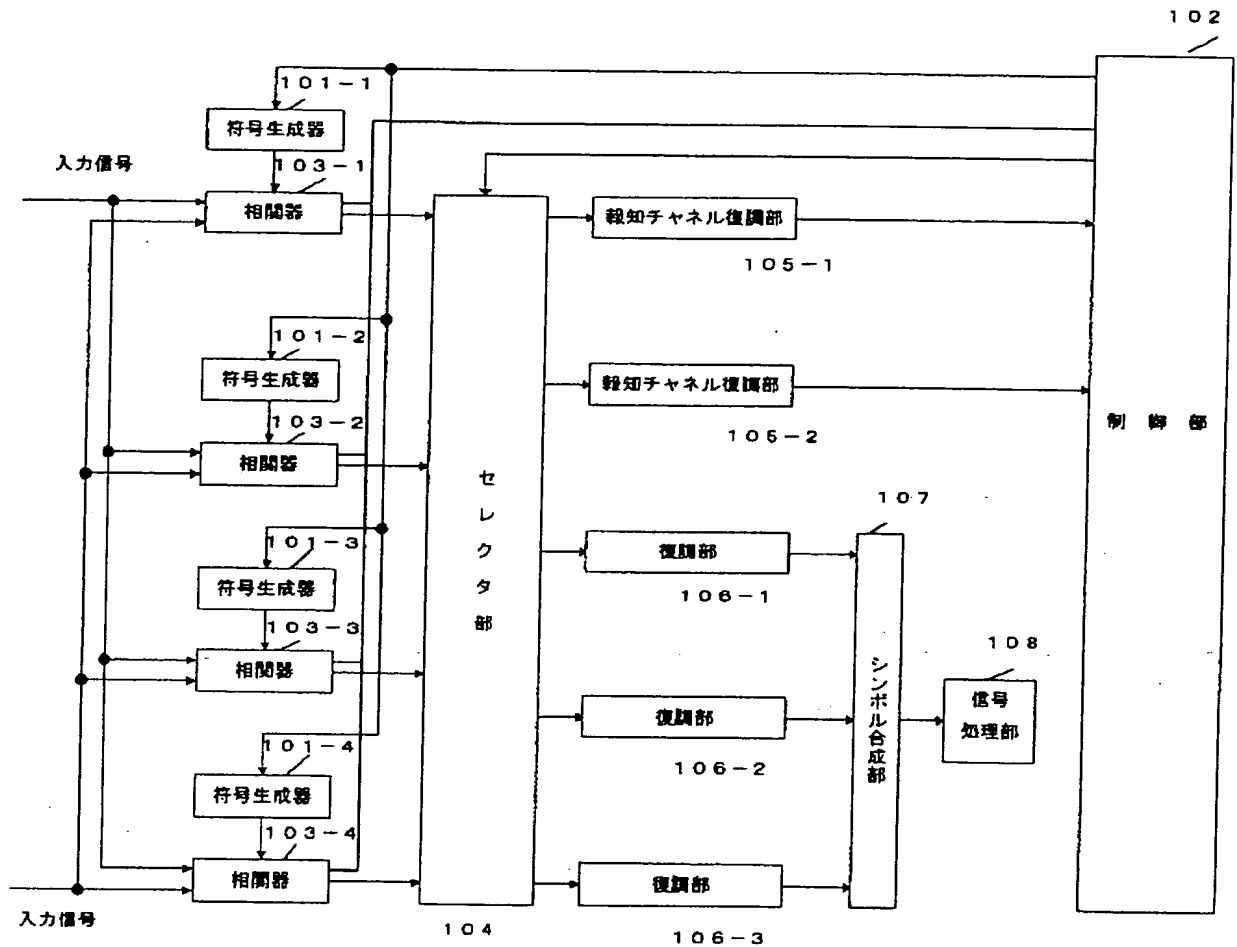 102
101-1
符号生成器
入力信号
103-1
相関器
報知チャネル復調部
105-1
101-2
符号生成器
103-2
相関器
報知チャネル復調部
105-2
制御部
セレクタ部
107
101-3
符号生成器
復調部
106-1
103-3
相関器
108
シンボル合成部
信号
処理部
復調部
106-2
101-4
符号生成器
103-4
相関器
復調部
入力信号
104
106-3